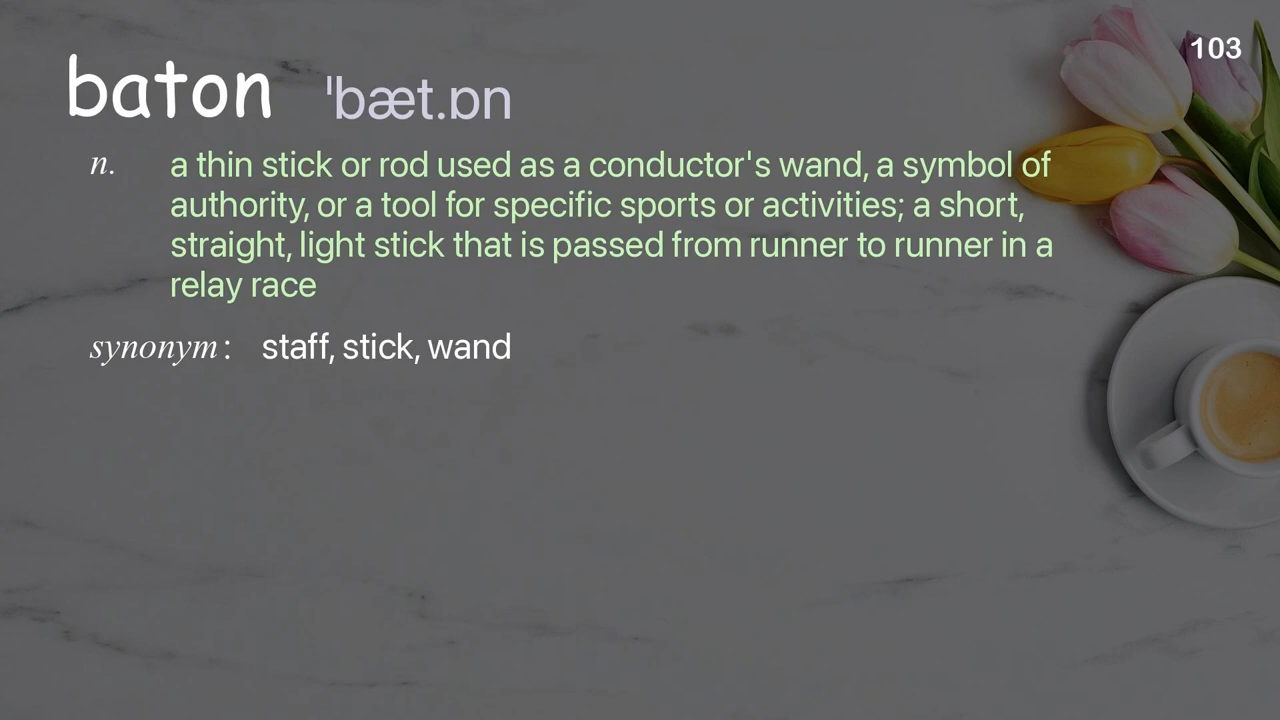 103
baton ˈbæt.ɒn
n. a thin stick or rod used as a conductor's wand, a symbol of
authority, or a tool for specific sports or activities; a short,
straight, light stick that is passed from runner to runner in a
relay race
synonym: staff, stick, wand